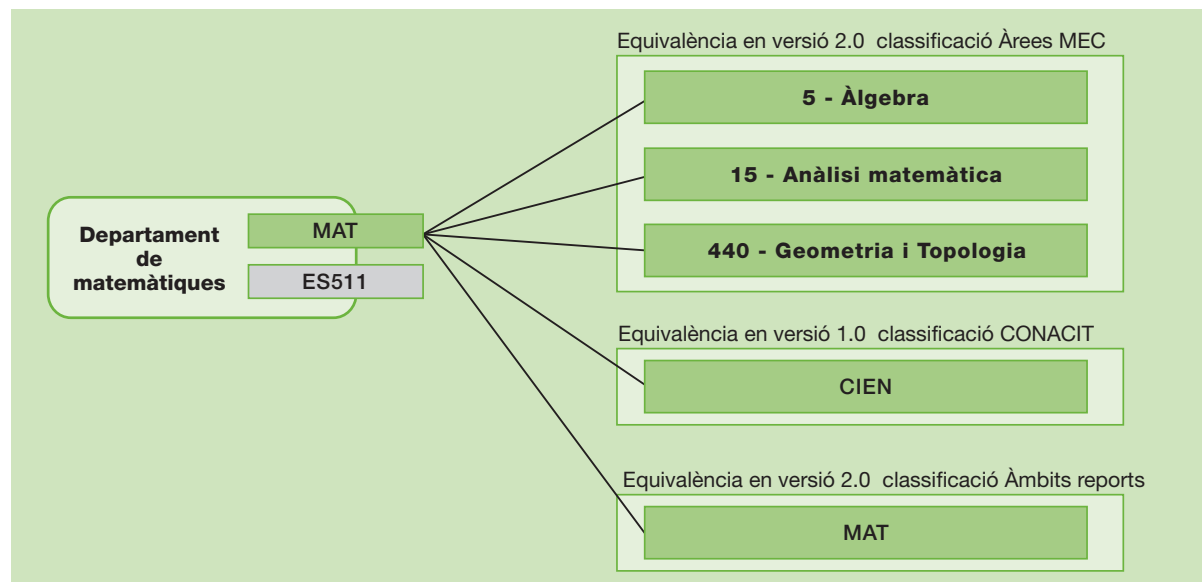 Departament
de
matemàtiques
MAT
ES511
Equivalència en versió 2.0 classificació Àrees MEC
5 - Àlgebra
15 - Anàlisi matemàtica
440 - Geometria i Topologia
Equivalència en versió 1.0 classificació CONACIT
CIEN
Equivalència en versió 2.0 classificació Àmbits reports
MAT